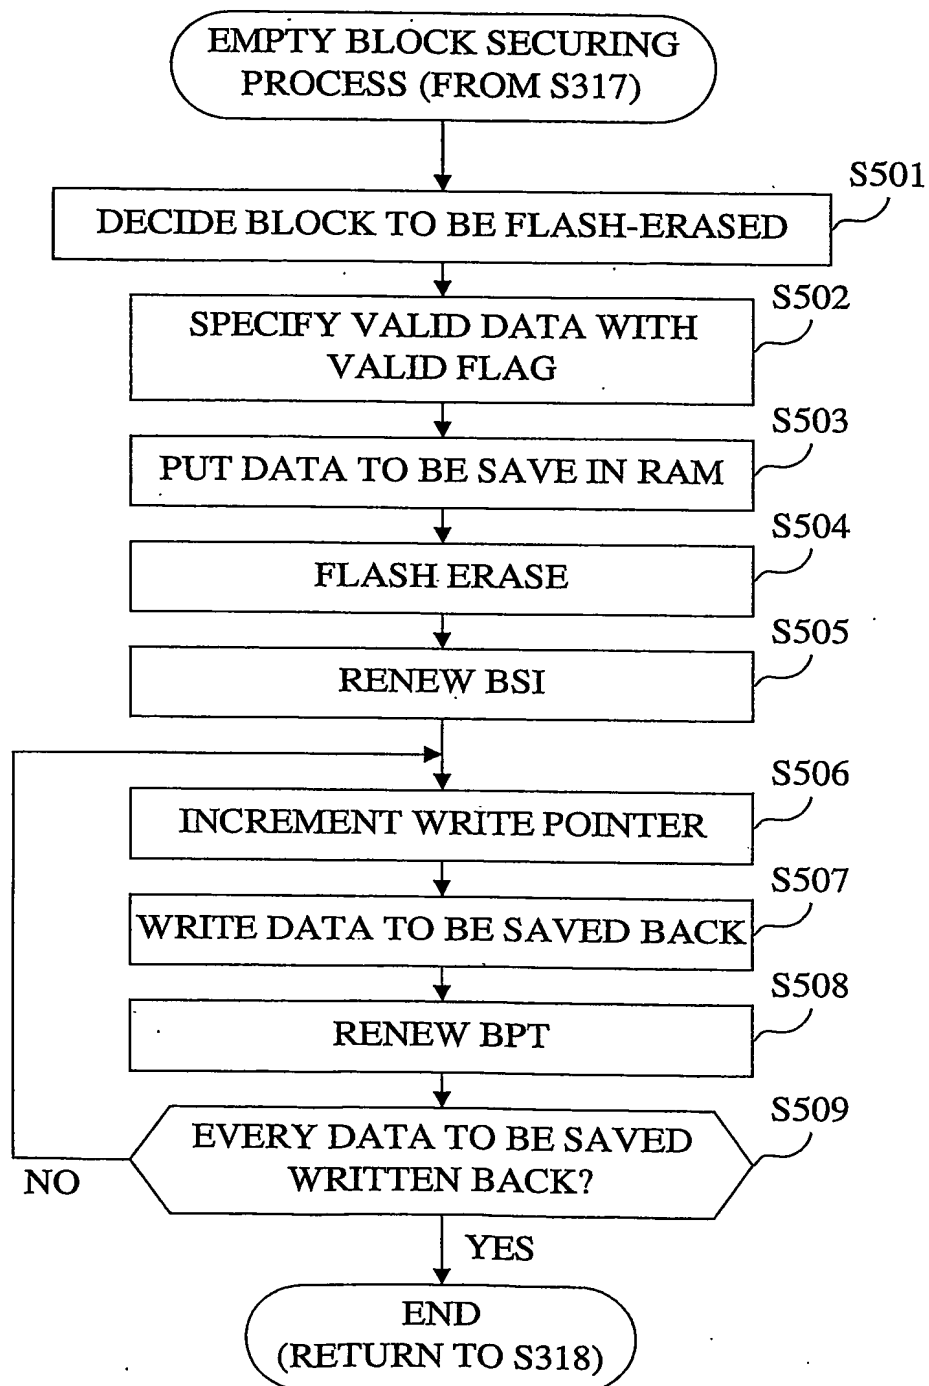 EMPTY BLOCK SECURING
PROCESS (FROM S317)
S501
DECIDE BLOCK TO BE FLASH-ERASED
S502
SPECIFY VALID DATA WITH
VALID FLAG
S503
PUT DATA TO BE SAVE IN RAM
S504
FLASH ERASE
S505
RENEW BSI
S506
INCREMENT WRITE POINTER
S507
WRITE DATA TO BE SAVED BACK
S508
RENEW BPT
S509
EVERY DATA TO BE SAVED
WRITTEN BACK?
NO
YES
END
(RETURN TO S318)